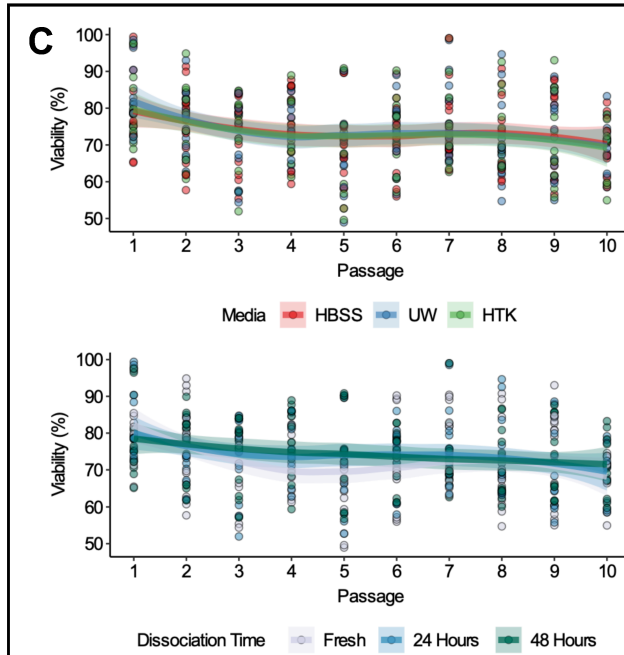 C
Viability (%)
100
90
80
70
60
50
1 2 3 4 5 6 7 8 9 10
Passage
Media HBSS UW HTK
Viability (%)
100
90
80
70
60
50
1 2 3 4 5 6 7 8 9 10
Passage
Dissociation Time Fresh 24 Hours 48 Hours